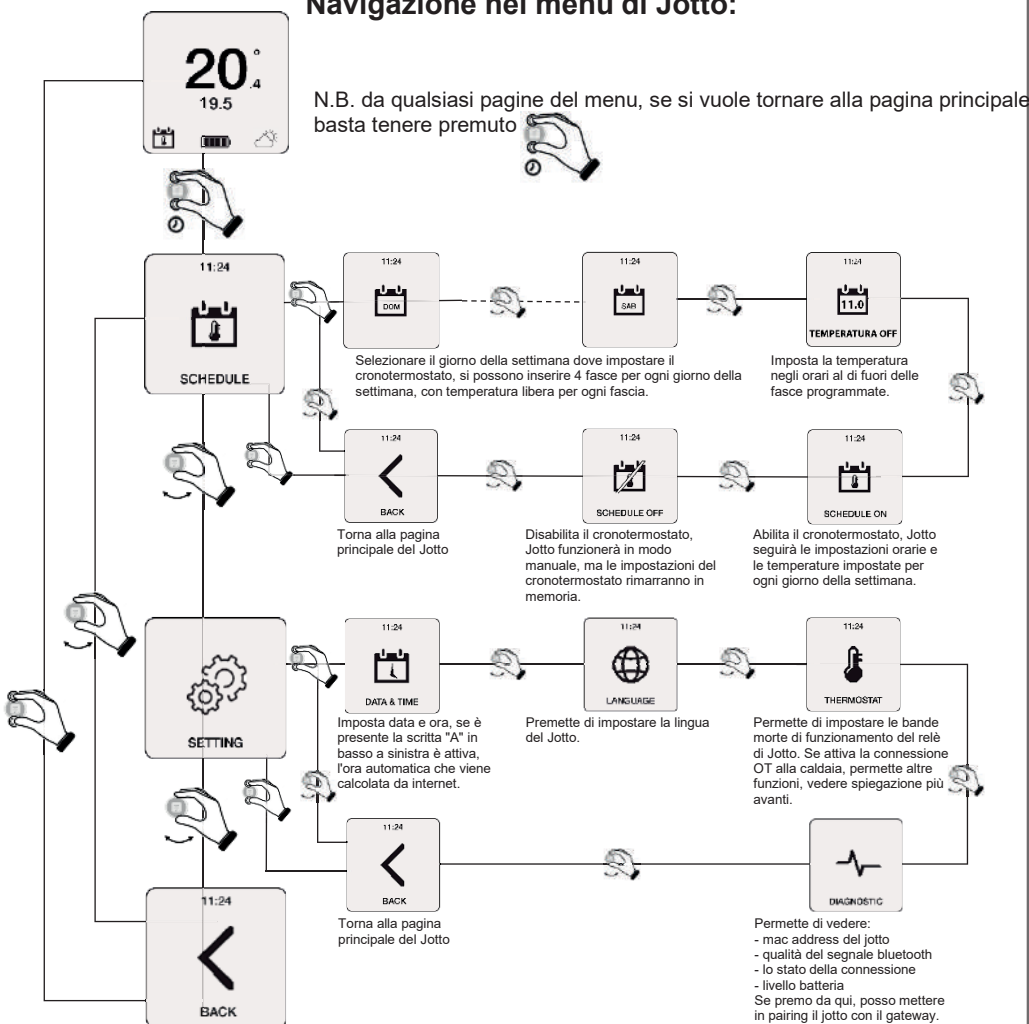 Navigazione nel menu di Jotto:
20°.4
19.5
N.B. da qualsiasi pagine del menu, se si vuole tornare alla pagina principale
basta tenere premuto
11:24
SCHEDULE
11:24
DOM
11:24
SAB
11:24
11.0
TEMPERATURA OFF
Selezionare il giorno della settimana dove impostare il
cronotermostato, si possono inserire 4 fasce per ogni giorno della
settimana, con temperatura libera per ogni fascia.
Imposta la temperatura
negli orari al di fuori delle
fasce programmate.
11:24
BACK
11:24
SCHEDULE OFF
11:24
SCHEDULE ON
Torna alla pagina
principale del Jotto
Disabilita il cronotermostato,
Jotto funzionerà in modo
manuale, ma le impostazioni del
cronotermostato rimarranno in
memoria.
Abilita il cronotermostato, Jotto
seguirà le impostazioni orarie e
le temperature impostate per
ogni giorno della settimana.
11:24
SETTING
11:24
DATA & TIME
11:24
LANGUAGE
11:24
THERMOSTAT
Imposta data e ora, se è
presente la scritta "A" in
basso a sinistra è attiva,
l'ora automatica che viene
calcolata da internet.
Premette di impostare la lingua
del Jotto.
Permette di impostare le bande
morte di funzionamento del relè
di Jotto. Se attiva la connessione
OT alla caldaia, permette altre
funzioni, vedere spiegazione più
avanti.
11:24
BACK
DIAGNOSTIC
Torna alla pagina
principale del Jotto
Permette di vedere:
- mac address del jotto
- qualità del segnale bluetooth
- lo stato della connessione
- livello batteria
Se premo da qui, posso mettere
in pairing il jotto con il gateway.
11:24
BACK